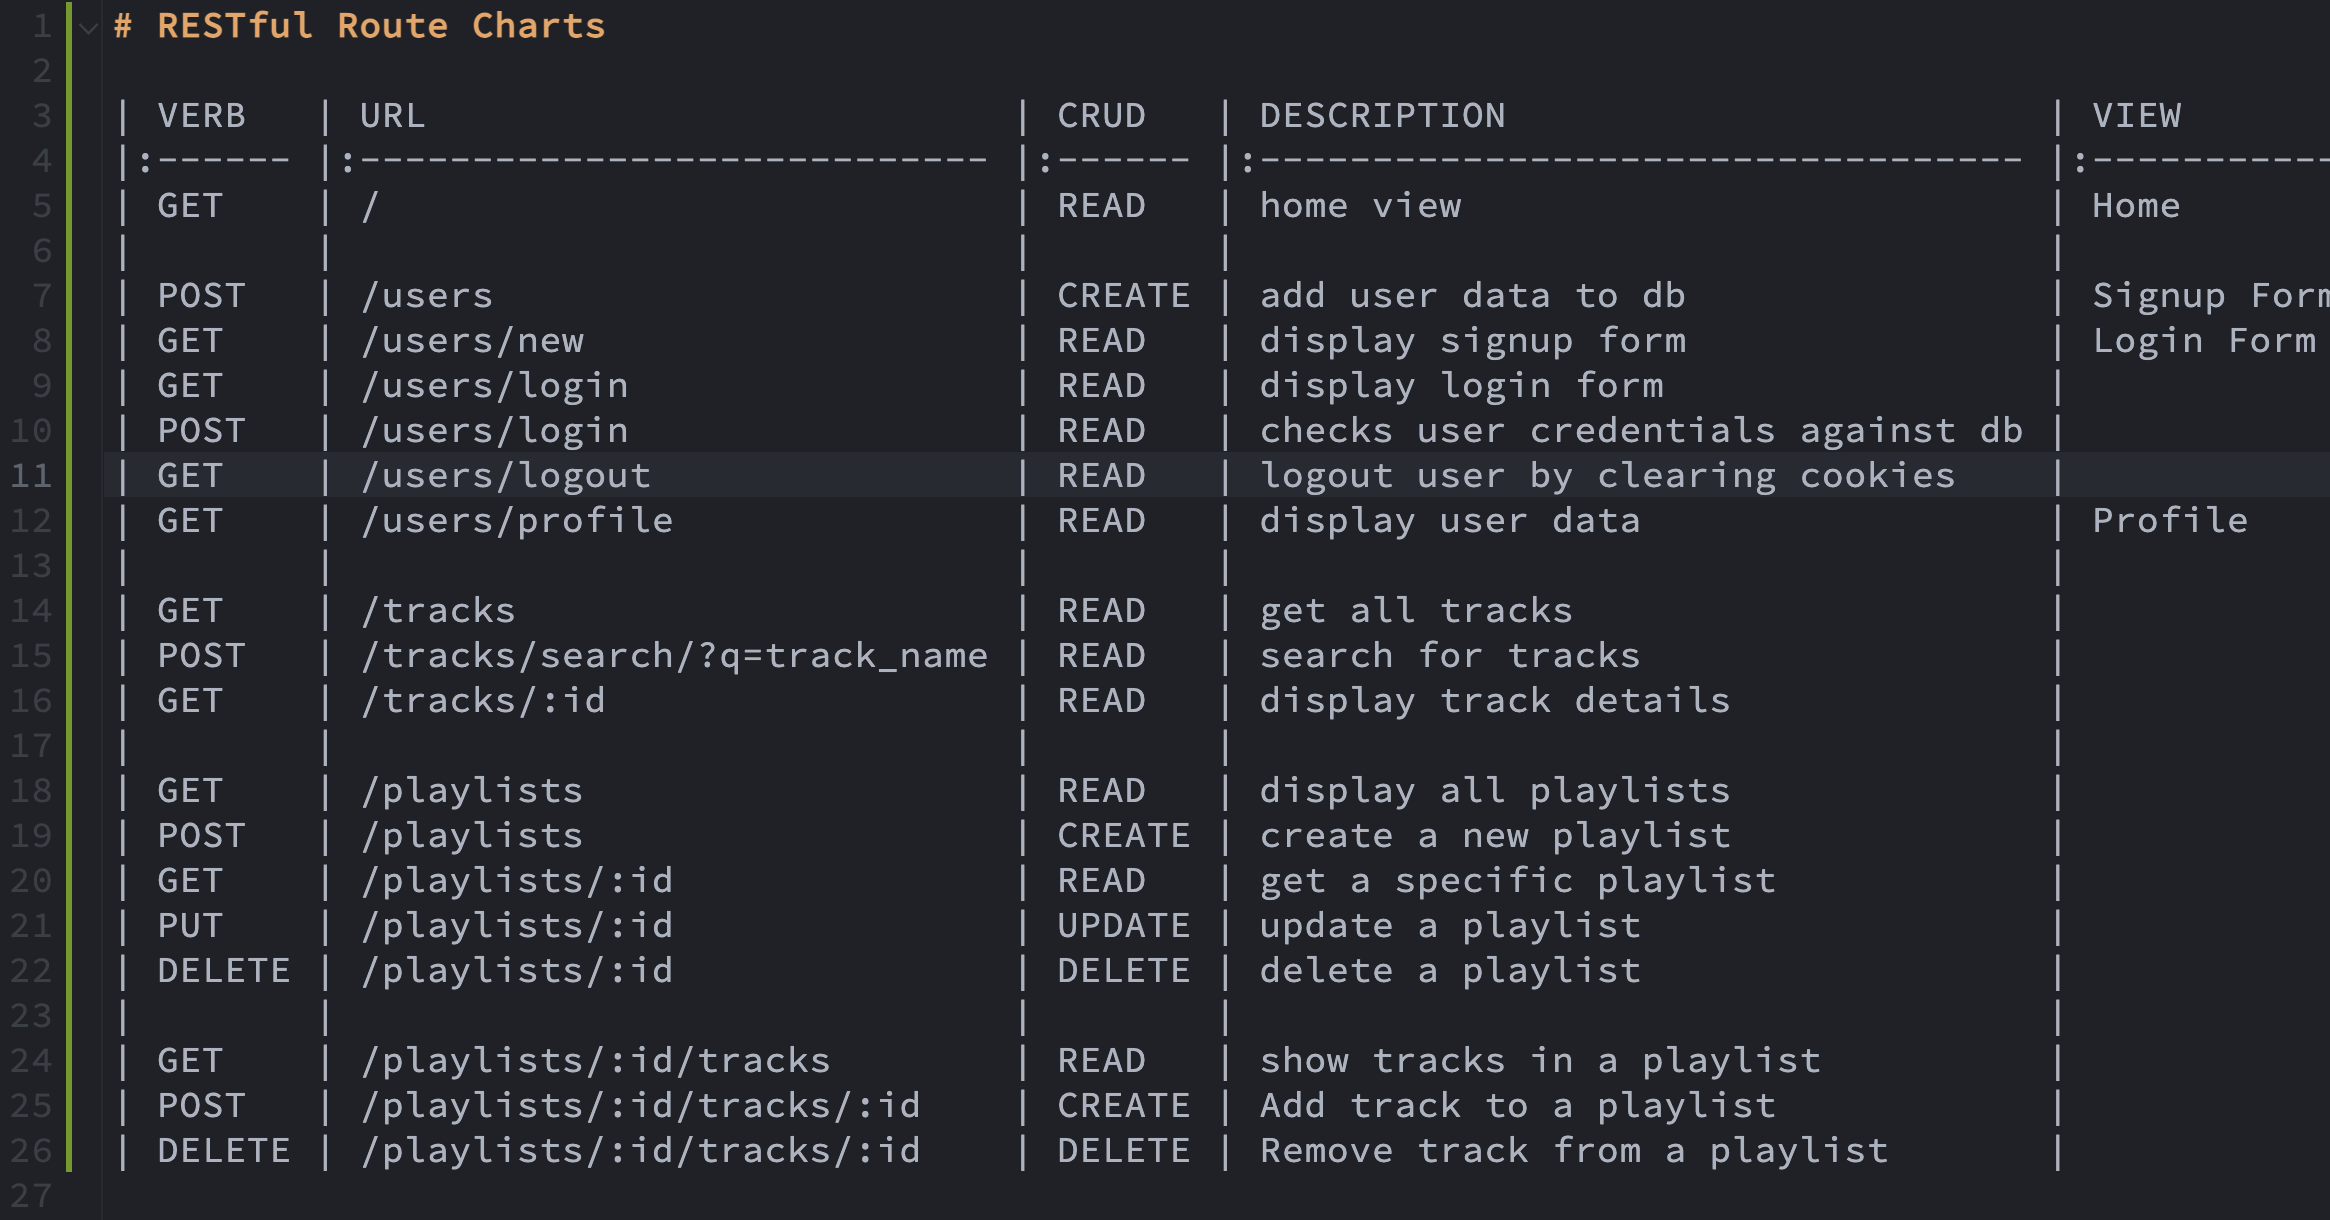 1 # RESTful Route Charts
2
3 | VERB | URL | CRUD | DESCRIPTION | VIEW
4 |:------ |:---------------------------- |:------ |:---------------------------------- |:-----------
5 | GET | / | READ | home view | Home
6 | | | | |
7 | POST | /users | CREATE | add user data to db | Signup Form
8 | GET | /users/new | READ | display signup form | Login Form
9 | GET | /users/login | READ | display login form |
10 | POST | /users/login | READ | checks user credentials against db |
11 | GET | /users/logout | READ | logout user by clearing cookies |
12 | GET | /users/profile | READ | display user data | Profile
13 | | | | |
14 | GET | /tracks | READ | get all tracks |
15 | POST | /tracks/search/?q=track_name | READ | search for tracks |
16 | GET | /tracks/:id | READ | display track details |
17 | | | | |
18 | GET | /playlists | READ | display all playlists |
19 | POST | /playlists | CREATE | create a new playlist |
20 | GET | /playlists/:id | READ | get a specific playlist |
21 | PUT | /playlists/:id | UPDATE | update a playlist |
22 | DELETE | /playlists/:id | DELETE | delete a playlist |
23 | | | | |
24 | GET | /playlists/:id/tracks | READ | show tracks in a playlist |
25 | POST | /playlists/:id/tracks/:id | CREATE | Add track to a playlist |
26 | DELETE | /playlists/:id/tracks/:id | DELETE | Remove track from a playlist |
27